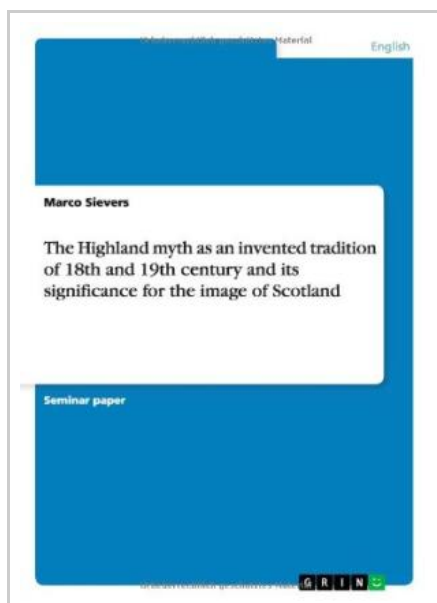 English
Marco Sievers
The Highland myth as an invented tradition
of 18th and 19th century and its
significance for the image of Scotland
Seminar paper
GRIN